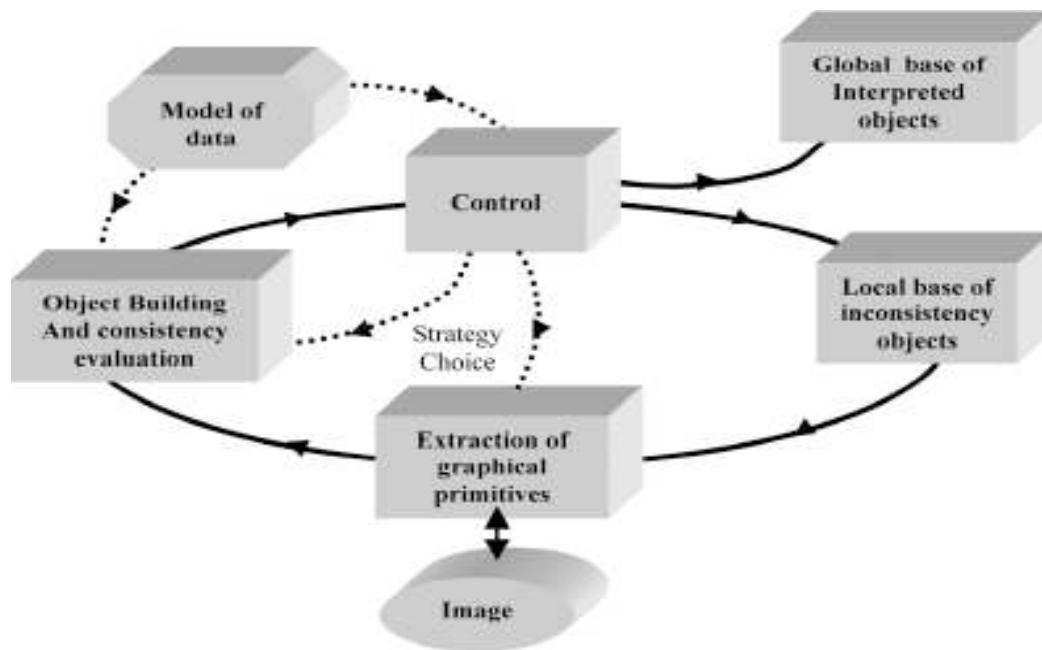 Model of
data
Global base of
Interpreted
objects
Control
Object Building
And consistency
evaluation
Strategy
Choice
Local base of
inconsistency
objects
Extraction of
graphical
primitives
Image